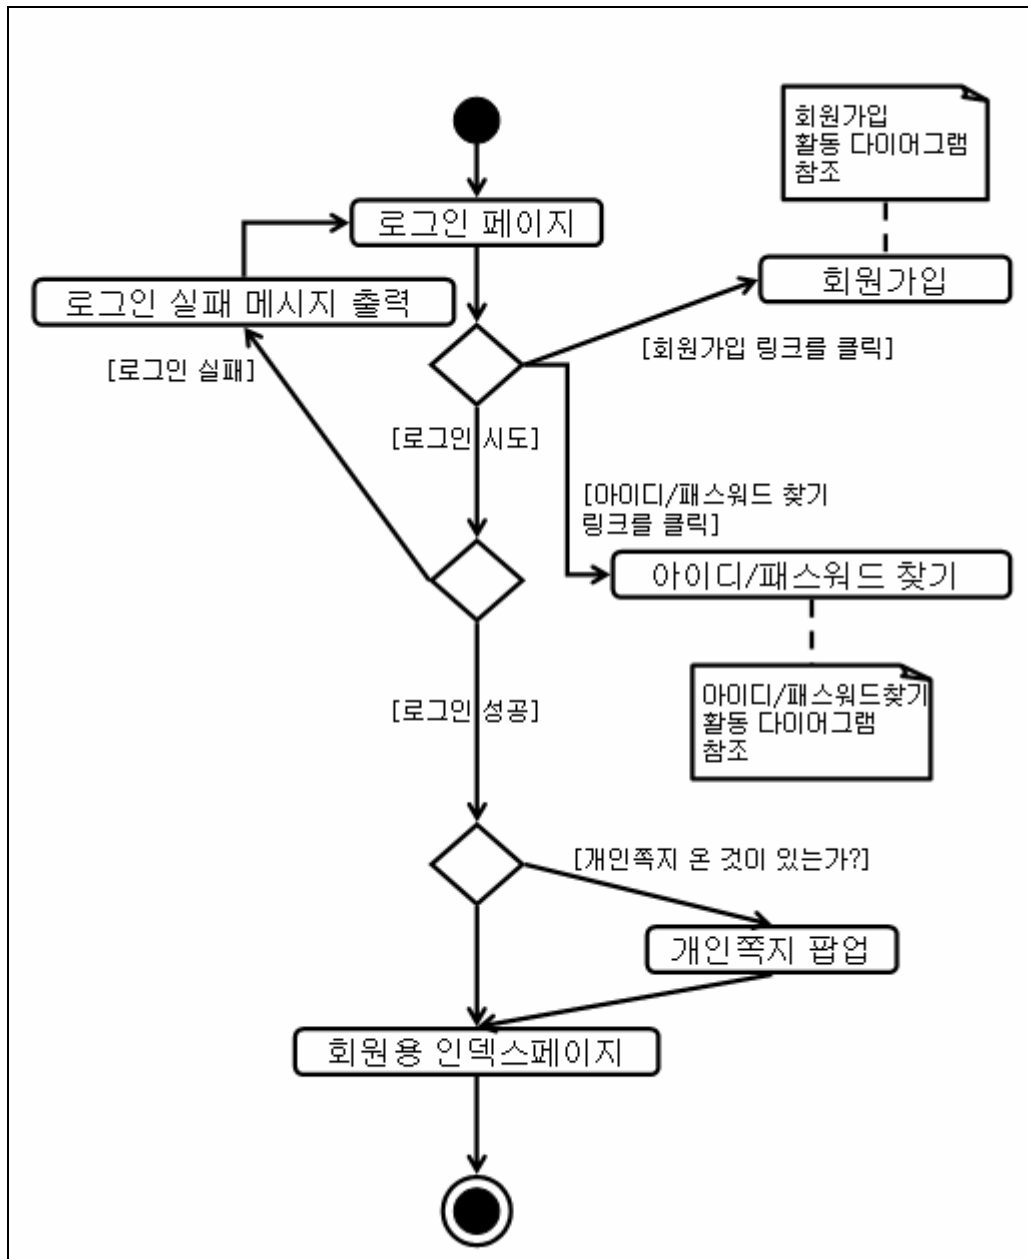 회원가입
활동 다이어그램
참조
로그인 페이지
회원가입
로그인 실패 메시지 출력
[회원가입 링크를 클릭]
[로그인 실패]
[로그인 시도]
[아이디/패스워드 찾기
링크를 클릭]
아이디/패스워드 찾기
아이디/패스워드찾기
활동 다이어그램
참조
[로그인 성공]
[개인쪽지 온 것이 있는가?]
개인쪽지 팝업
회원용 인덱스페이지